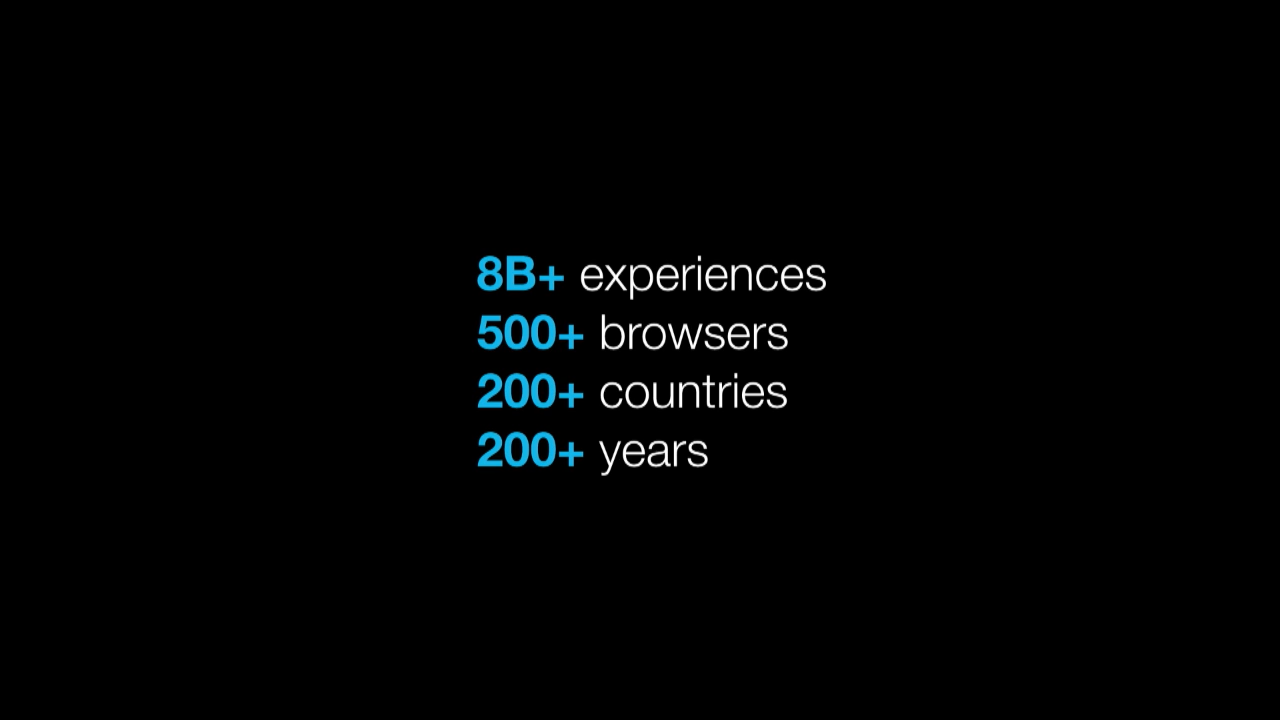 8B+ experiences
500+ browsers
200+ countries
200+ years